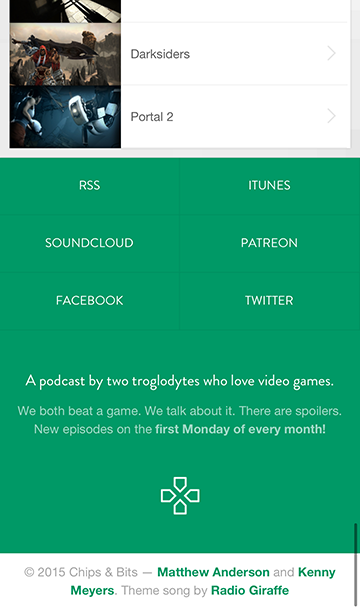 Darksiders
Portal 2
RSS
ITUNES
SOUNDCLOUD
PATREON
FACEBOOK
TWITTER
A podcast by two troglodytes who love video games.
We both beat a game. We talk about it. There are spoilers.
New episodes on the first Monday of every month!
© 2015 Chips & Bits — Matthew Anderson and Kenny
Meyers. Theme song by Radio Giraffe